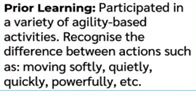 Prior Learning: Participated in
a variety of agility-based
activities. Recognise the
difference between actions such
as: moving softly, quietly,
quickly, powerfully, etc.